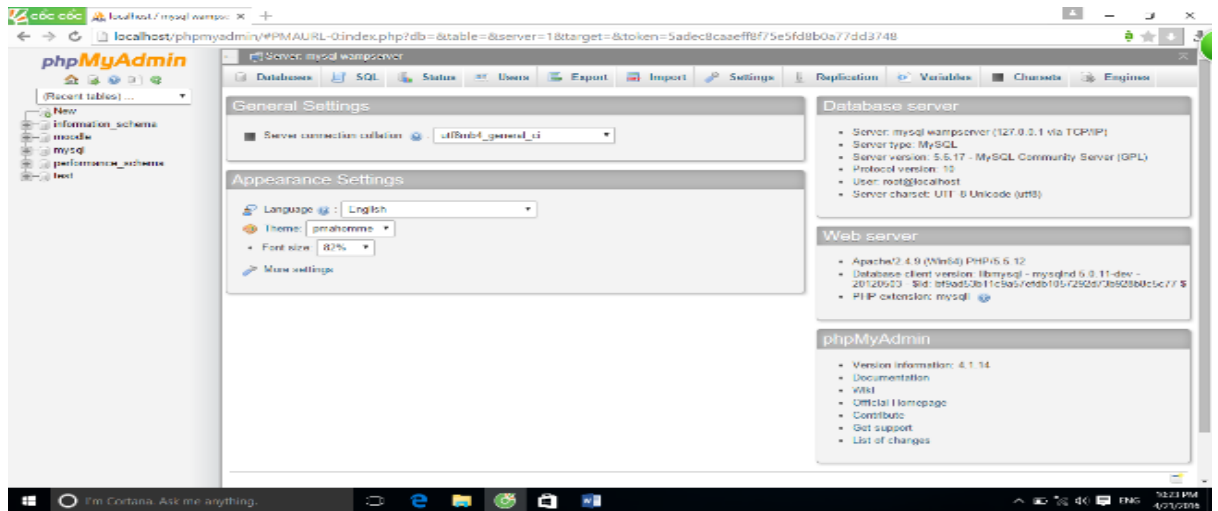 cốc cốc
localhost / mysql wampse
localhost/phpmyadmin/#PMAURL-0:index.php?db=&table=&server=1&target=&token=
phpMyAdmin
(Recent tables) ...
New
information_schema
moodle
mysql
performance_schema
test
Server: mysql wampserver
Databases SQL Status Users Export Import Settings Replication Variables Charsets Engines
General Settings
Server connection collation : utf8mb4_general_ci
Appearance Settings
Language : English
Theme: pmahomme
Font size: 82%
More settings
Database server
Server: mysql wampserver (127.0.0.1 via TCP/IP)
Server type: MySQL
Server version: 5.6.17 - MySQL Community Server (GPL)
Protocol version: 10
User: root@localhost
Server charset: UTF-8 Unicode (utf8)
Web server
Apache/2.4.9 (Win64) PHP/5.5.12
Database client version: libmysql - mysqlnd 5.0.11-dev -
20120503 - $Id: $
PHP extension: mysqli
phpMyAdmin
Version information: 4.1.14
Documentation
Wiki
Official Homepage
Contribute
Get support
List of changes
I'm Cortana. Ask me anything.
ENG
10:23 PM